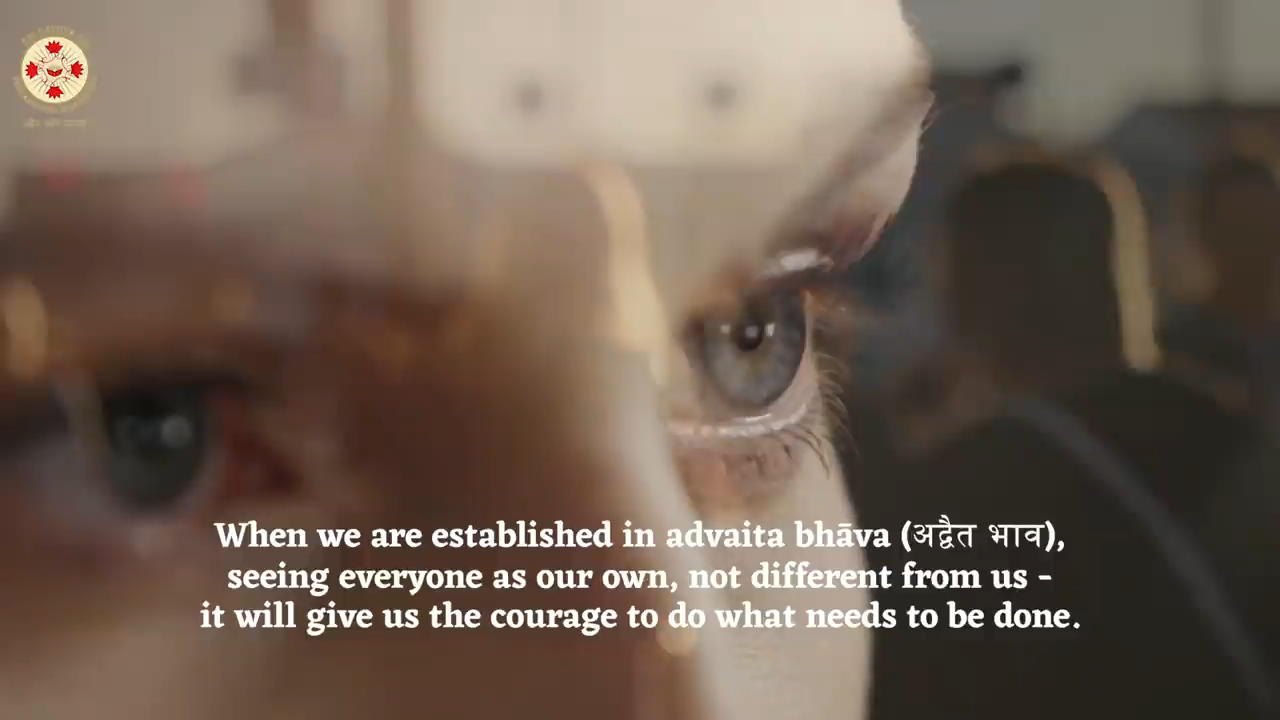 When we are established in advaita bhāva (अद्वैत भाव),
seeing everyone as our own, not different from us -
it will give us the courage to do what needs to be done.